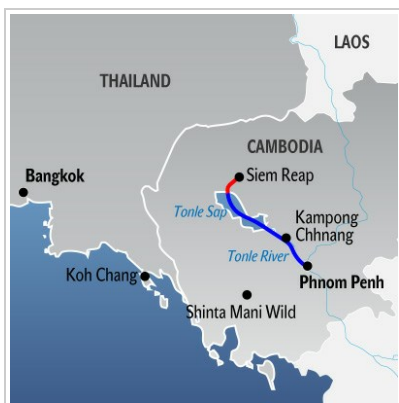 LAOS
THAILAND
CAMBODIA
Bangkok
Siem Reap
Tonle Sap
Kampong
Chhnang
Tonle River
Koh Chang
Phnom Penh
Shinta Mani Wild